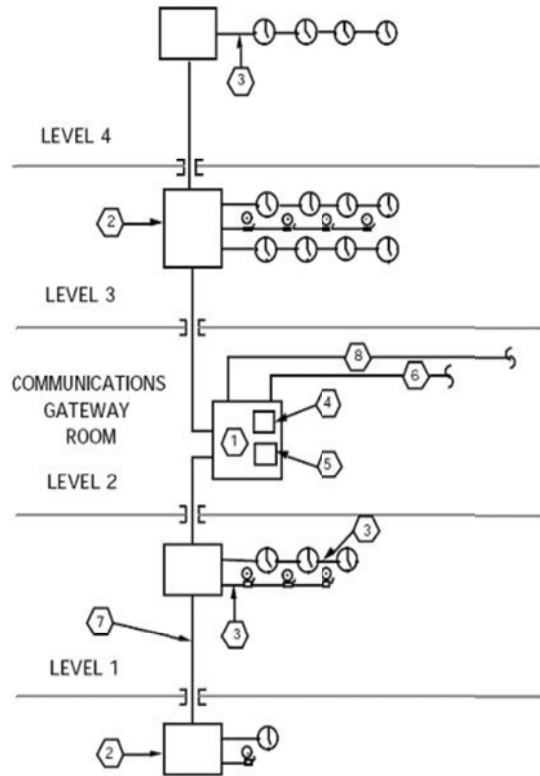 3
LEVEL 4
2
LEVEL 3
8
6
COMMUNICATIONS
GATEWAY
ROOM
4
1
5
LEVEL 2
3
3
7
LEVEL 1
2